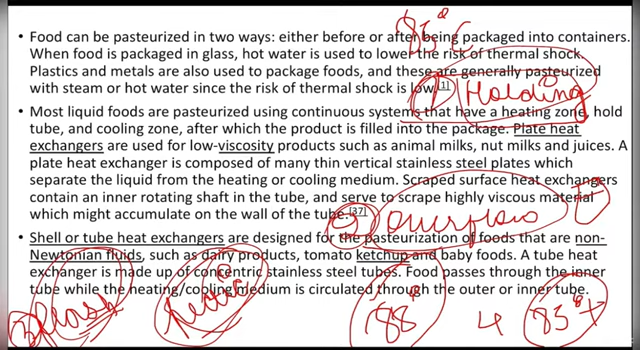 85° C
• Food can be pasteurized in two ways: either before or after being packaged into containers.
When food is packaged in glass, hot water is used to lower the risk of thermal shock.
Plastics and metals are also used to package foods, and these are generally pasteurized
with steam or hot water since the risk of thermal shock is low.[1]
Holding
• Most liquid foods are pasteurized using continuous systems that have a heating zone, hold
tube, and cooling zone, after which the product is filled into the package. Plate heat
exchangers are used for low-viscosity products such as animal milks, nut milks and juices. A
plate heat exchanger is composed of many thin vertical stainless steel plates which
separate the liquid from the heating or cooling medium. Scraped surface heat exchangers
contain an inner rotating shaft in the tube, and serve to scrape highly viscous material
which might accumulate on the wall of the tube.[37]
• Shell or tube heat exchangers are designed for the pasteurization of foods that are non-
Newtonian fluids, such as dairy products, tomato ketchup and baby foods. A tube heat
exchanger is made up of concentric stainless steel tubes. Food passes through the inner
tube while the heating/cooling medium is circulated through the outer or inner tube.
88° 4 85°